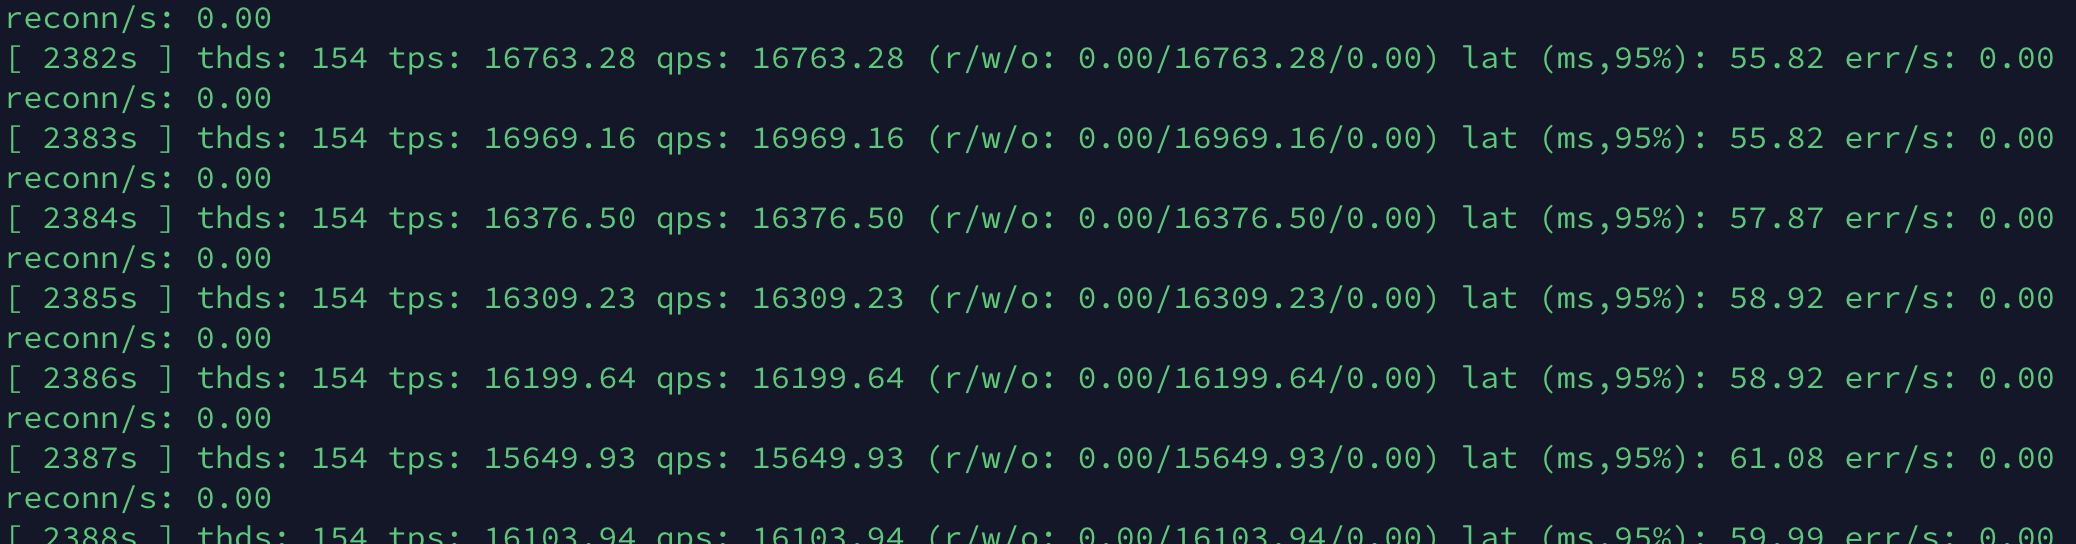 reconn/s: 0.00
[ 2382s ] thds: 154 tps: 16763.28 qps: 16763.28 (r/w/o: 0.00/16763.28/0.00) lat (ms,95%): 55.82 err/s: 0.00
reconn/s: 0.00
[ 2383s ] thds: 154 tps: 16969.16 qps: 16969.16 (r/w/o: 0.00/16969.16/0.00) lat (ms,95%): 55.82 err/s: 0.00
reconn/s: 0.00
[ 2384s ] thds: 154 tps: 16376.50 qps: 16376.50 (r/w/o: 0.00/16376.50/0.00) lat (ms,95%): 57.87 err/s: 0.00
reconn/s: 0.00
[ 2385s ] thds: 154 tps: 16309.23 qps: 16309.23 (r/w/o: 0.00/16309.23/0.00) lat (ms,95%): 58.92 err/s: 0.00
reconn/s: 0.00
[ 2386s ] thds: 154 tps: 16199.64 qps: 16199.64 (r/w/o: 0.00/16199.64/0.00) lat (ms,95%): 58.92 err/s: 0.00
reconn/s: 0.00
[ 2387s ] thds: 154 tps: 15649.93 qps: 15649.93 (r/w/o: 0.00/15649.93/0.00) lat (ms,95%): 61.08 err/s: 0.00
reconn/s: 0.00
[ 2388s ] thds: 154 tps: 16103.94 qps: 16103.94 (r/w/o: 0.00/16103.94/0.00) lat (ms,95%): 59.99 err/s: 0.00